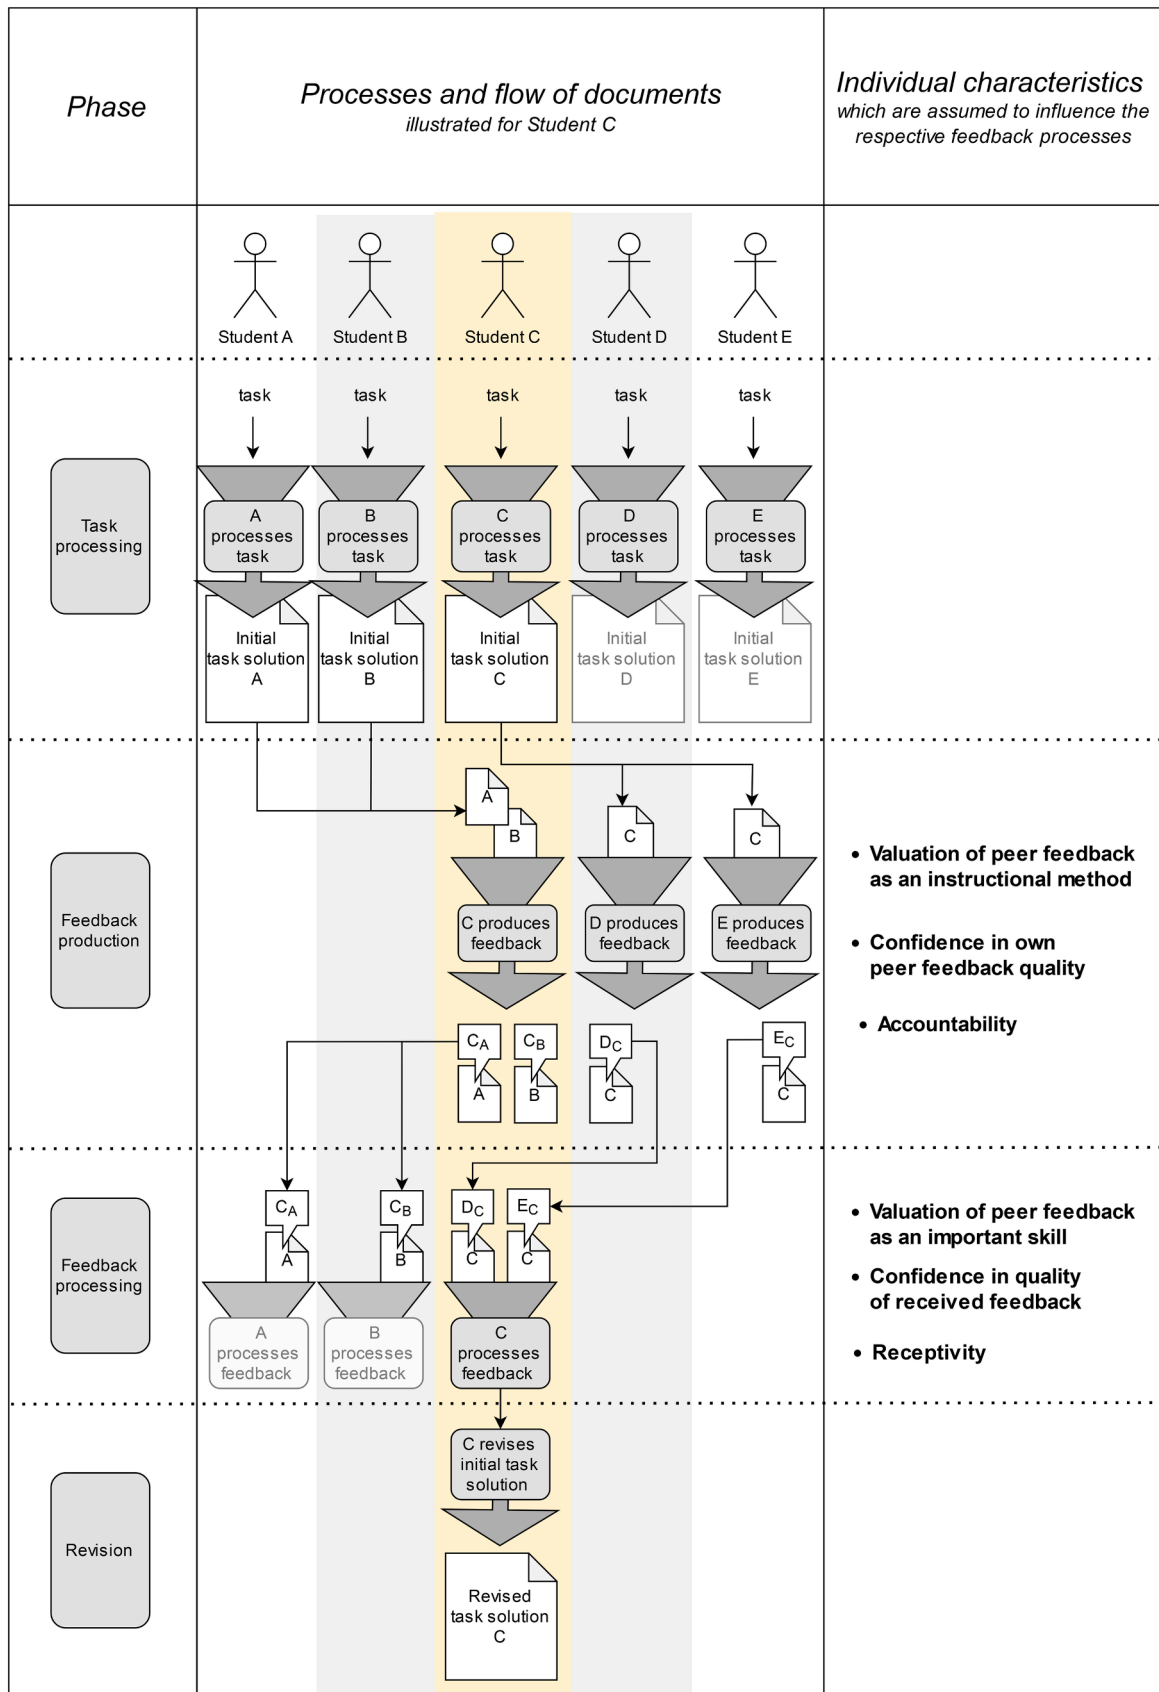 Phase
Processes and flow of documents
illustrated for Student C
Individual characteristics
which are assumed to influence the
respective feedback processes
Student A
Student B
Student C
Student D
Student E
Task
processing
task
task
task
task
task
A
processes
task
B
processes
task
C
processes
task
D
processes
task
E
processes
task
Initial
task solution
A
Initial
task solution
B
Initial
task solution
C
Initial
task solution
D
Initial
task solution
E
Feedback
production
A
B
C
C
C produces
feedback
D produces
feedback
E produces
feedback
CA
A
CB
B
DC
C
EC
C
• Valuation of peer feedback
as an instructional method
• Confidence in own
peer feedback quality
• Accountability
Feedback
processing
CA
A
CB
B
DC
C
EC
C
A
processes
feedback
B
processes
feedback
C
processes
feedback
• Valuation of peer feedback
as an important skill
• Confidence in quality
of received feedback
• Receptivity
Revision
C revises
initial task
solution
Revised
task solution
C